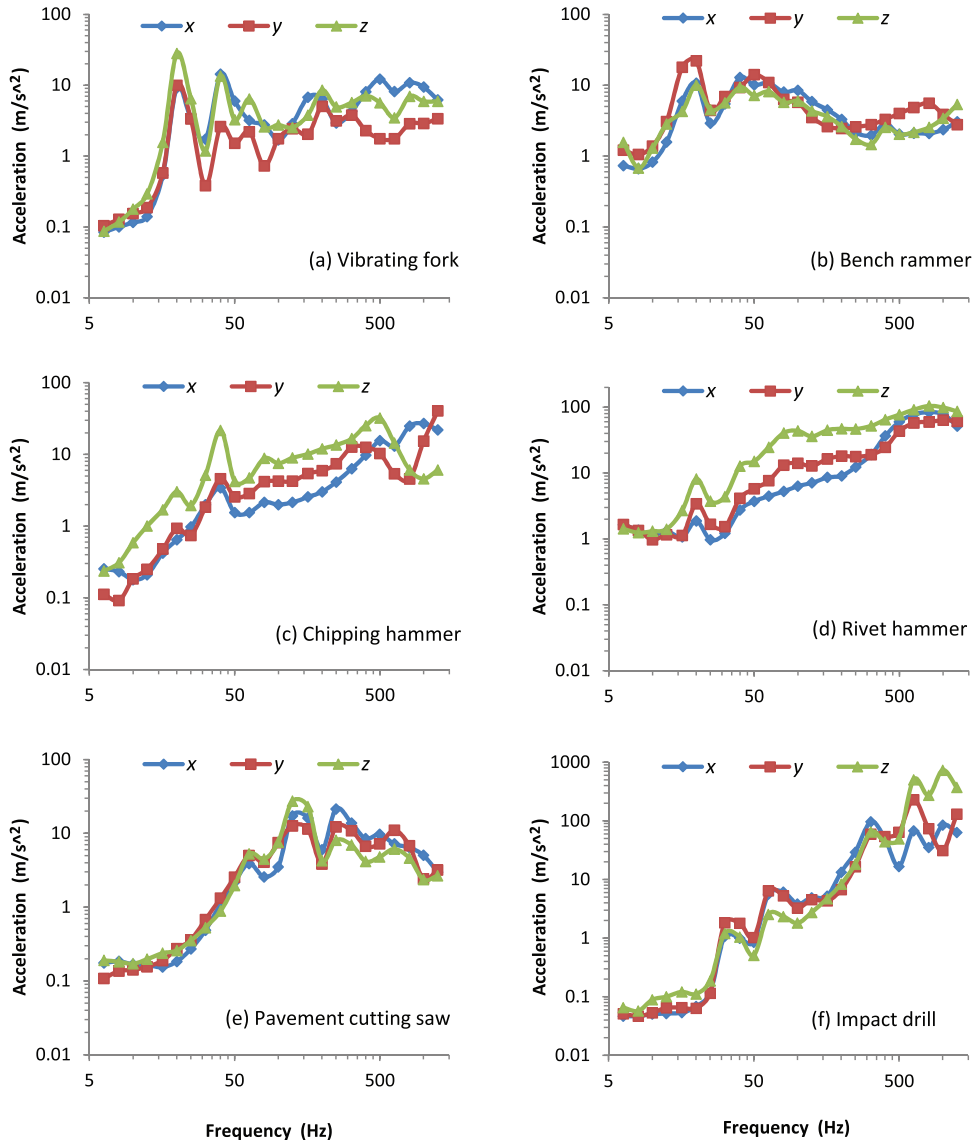 x y z
100
10
1
0.1
0.01
5 50 500
Acceleration (m/s^2)
(a) Vibrating fork
x y z
100
10
1
0.1
0.01
5 50 500
Acceleration (m/s^2)
(b) Bench rammer
x y z
100
10
1
0.1
0.01
5 50 500
Acceleration (m/s^2)
(c) Chipping hammer
x y z
100
10
1
0.1
0.01
5 50 500
Acceleration (m/s^2)
(d) Rivet hammer
x y z
100
10
1
0.1
0.01
5 50 500
Acceleration (m/s^2)
(e) Pavement cutting saw
Frequency (Hz)
x y z
1000
100
10
1
0.1
0.01
5 50 500
Acceleration (m/s^2)
(f) Impact drill
Frequency (Hz)